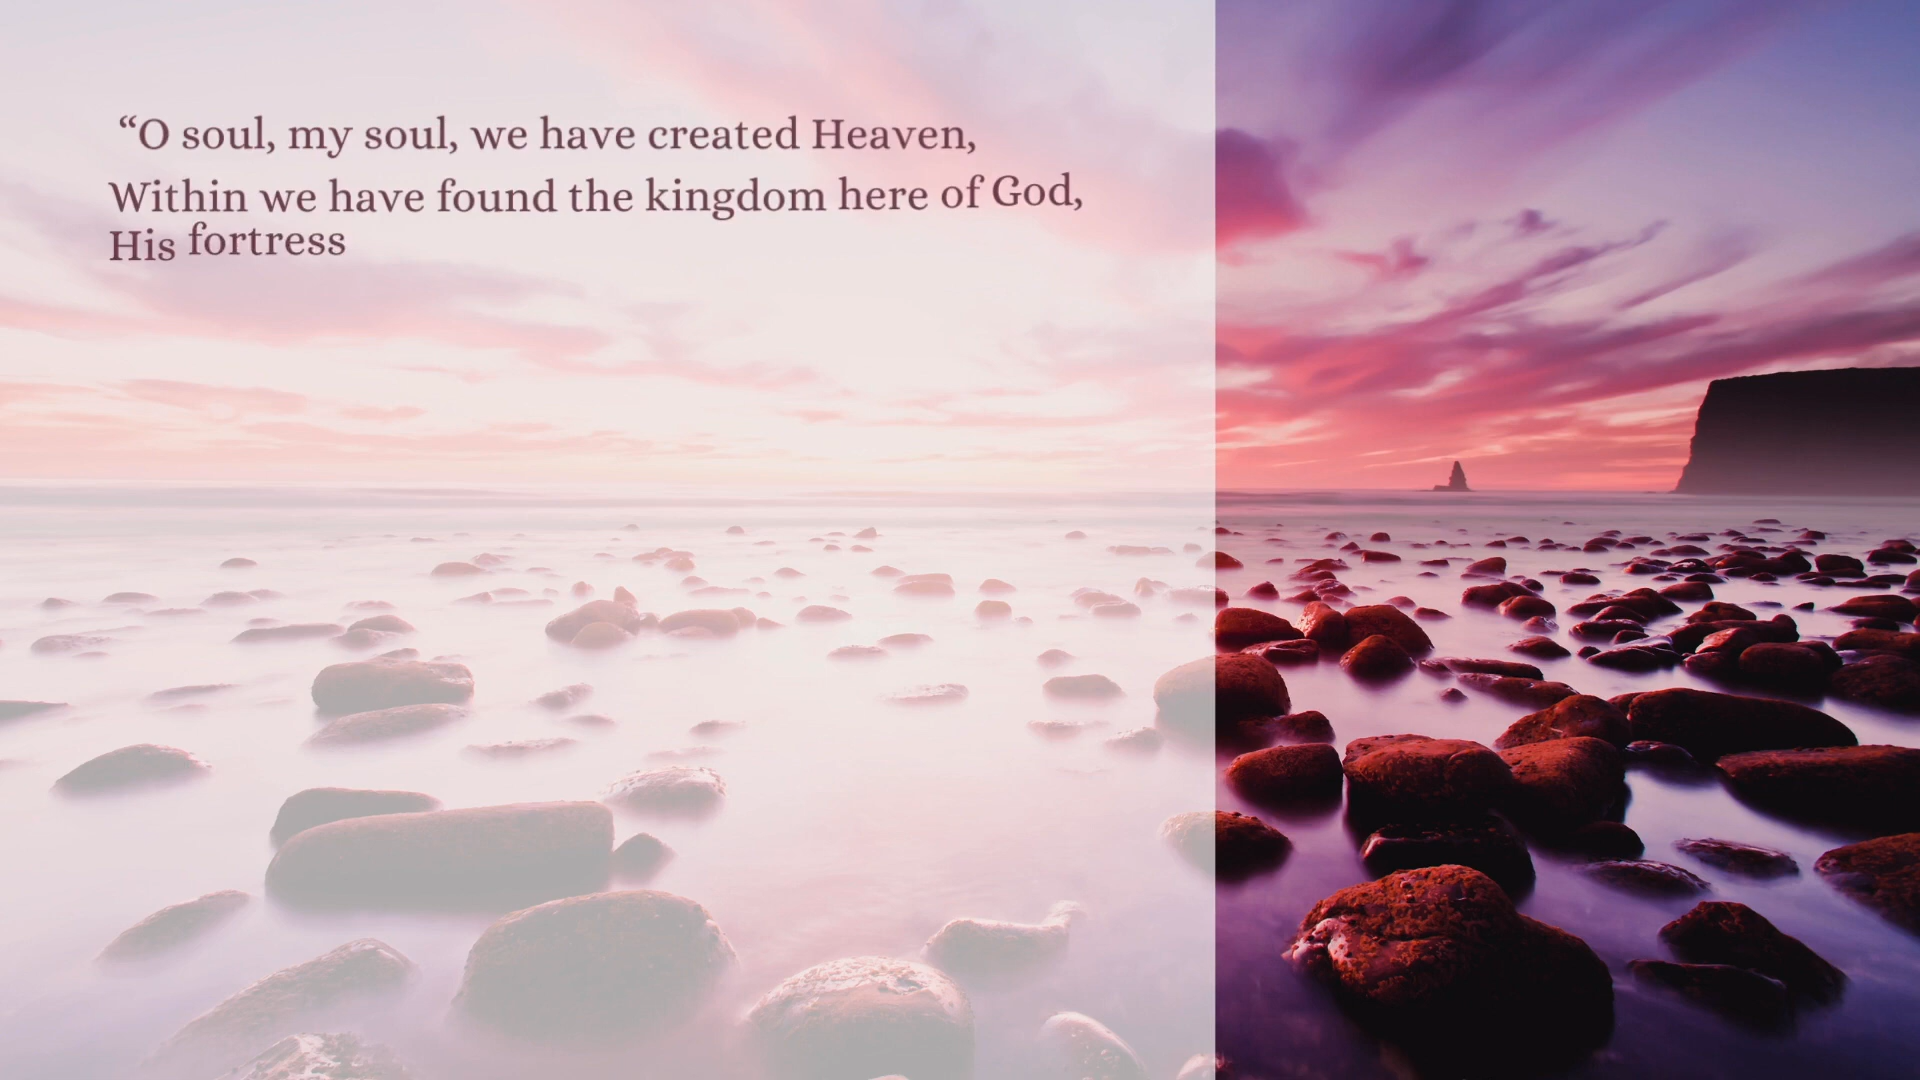 “O soul, my soul, we have created Heaven,
Within we have found the kingdom here of God,
His fortress